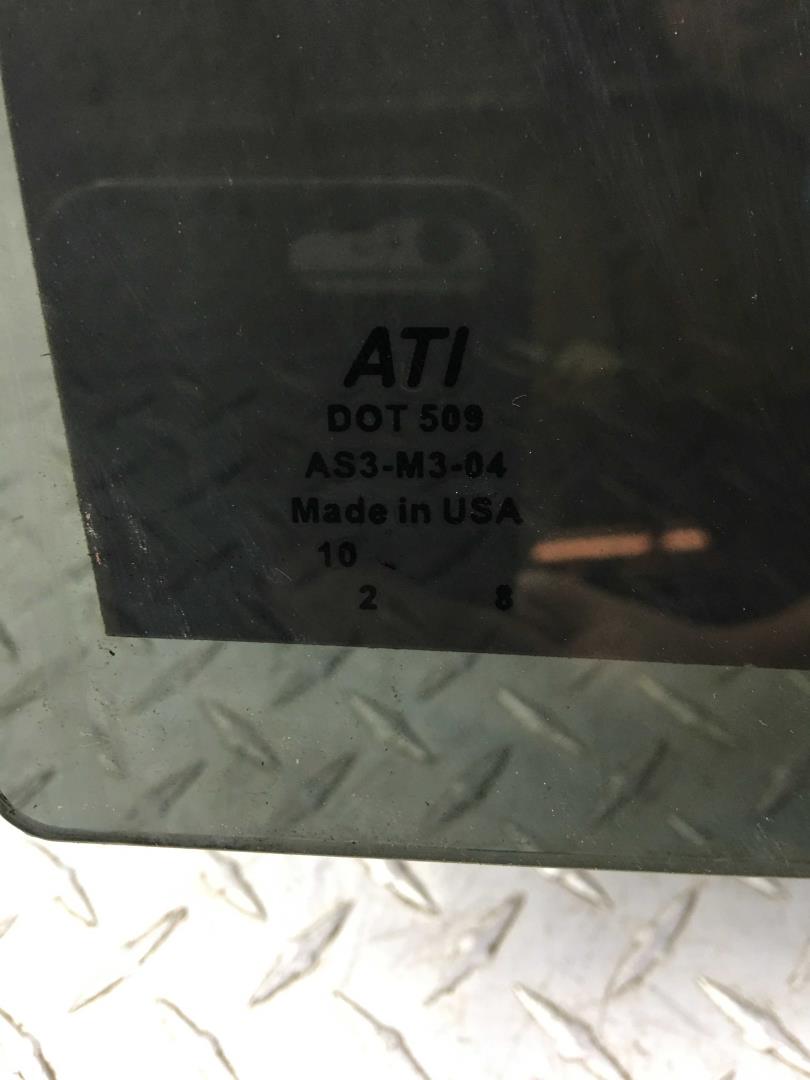 ATI
DOT 509
AS3-M3-04
Made in USA
10
2 8